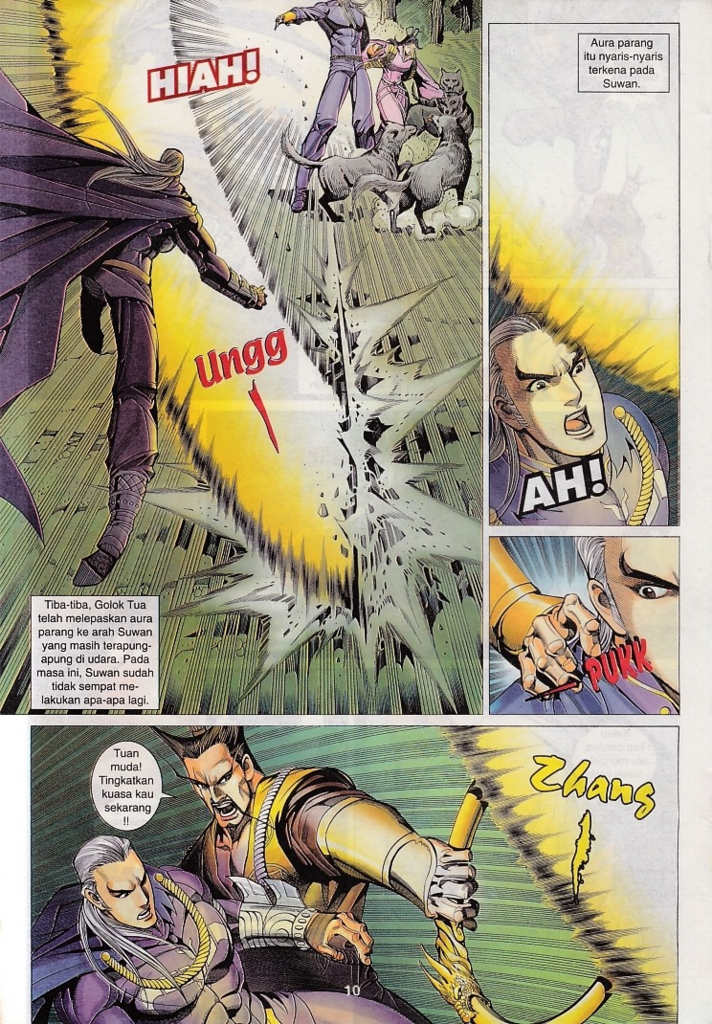 HIAH!
Ungg
Tiba-tiba, Golok Tua
telah melepaskan aura
parang ke arah Suwan
yang masih terapung-
apung di udara. Pada
masa ini, Suwan sudah
tidak sempat me-
lakukan apa-apa lagi.
Aura parang
itu nyaris-nyaris
terkena pada
Suwan.
AH!
PUKK
Tuan
muda!
Tingkatkan
kuasa kau
sekarang
!!
Zhang
10